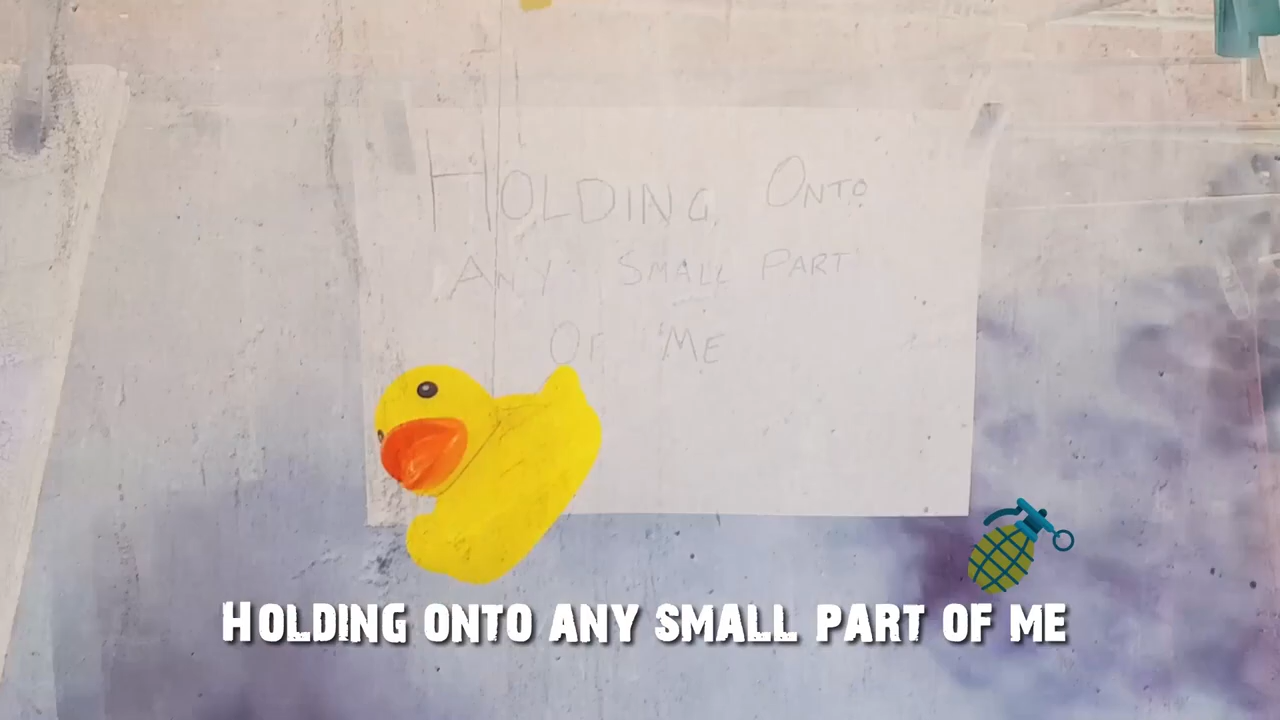 HOLDING ONTO
ANY SMALL PART
OF ME
HOLDING ONTO ANY SMALL PART OF ME